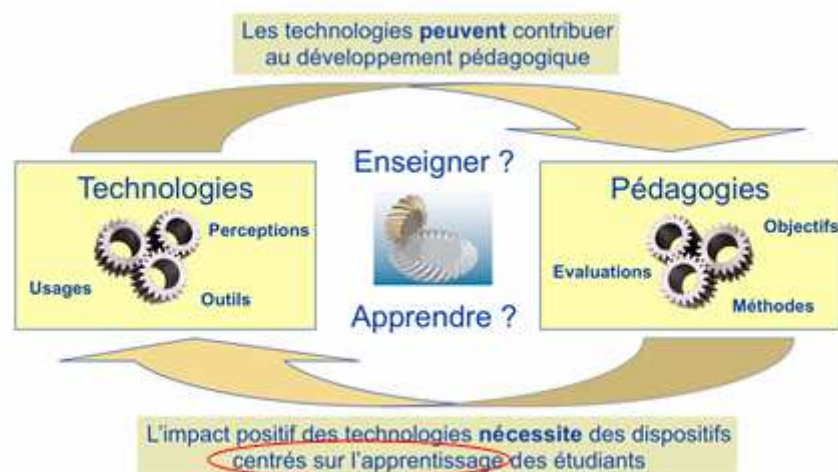 Les technologies peuvent contribuer
au développement pédagogique
Enseigner ?
Technologies
Perceptions
Usages
Outils
Pédagogies
Objectifs
Evaluations
Méthodes
Apprendre ?
L'impact positif des technologies nécessite des dispositifs
centrés sur l'apprentissage des étudiants